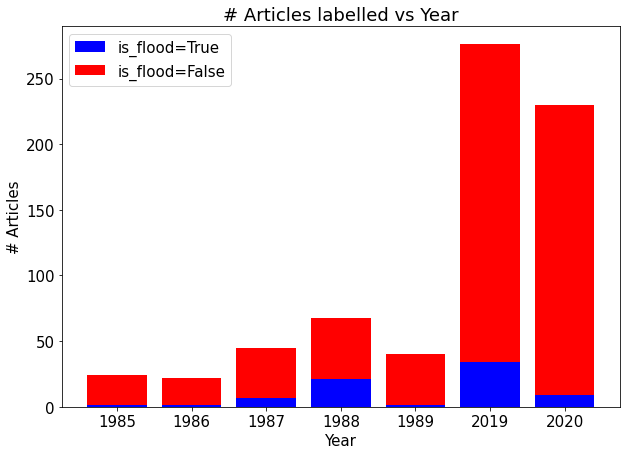 # Articles labelled vs Year
is_flood=True
is_flood=False
# Articles
250
200
150
100
50
0
1985 1986 1987 1988 1989 2019 2020
Year